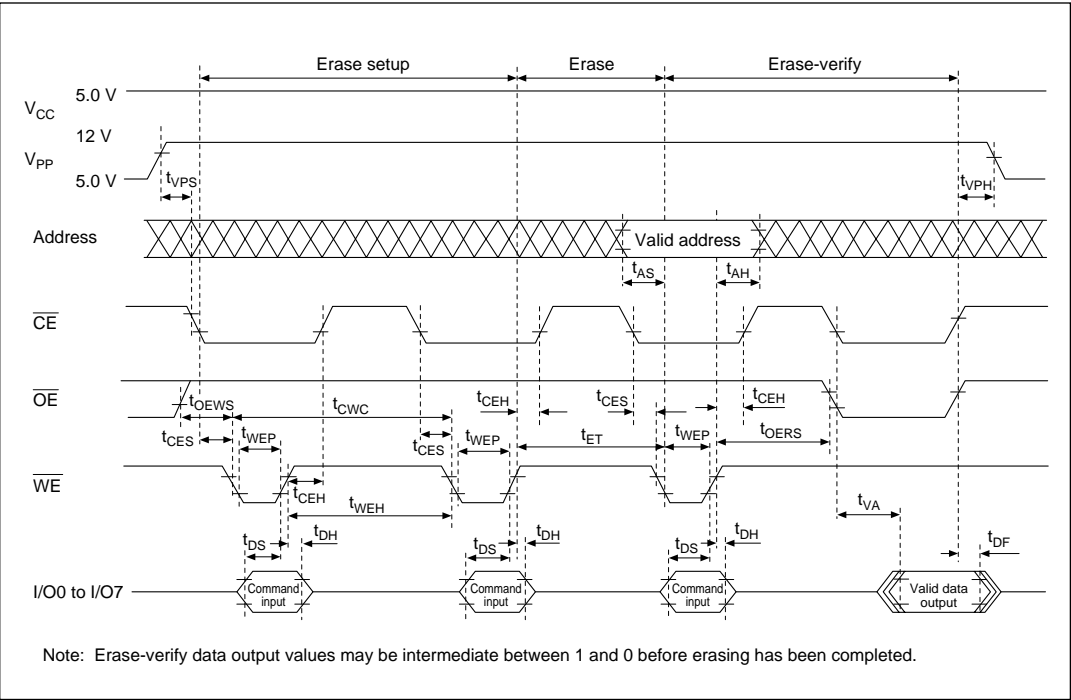 Erase setup Erase Erase-verify
5.0 V
VCC
12 V
VPP
5.0 V
tVPS tVPH
Address Valid address
tAS tAH
CE
OE
tOEWS tCWC tCEH tCES tCEH
tCES tWEP tCES tWEP tET tWEP tOERS
WE
tCEH tWEH tVA
tDS tDH tDS tDH tDS tDH tDF
I/O0 to I/O7 Command input Command input Command input Valid data output
Note: Erase-verify data output values may be intermediate between 1 and 0 before erasing has been completed.